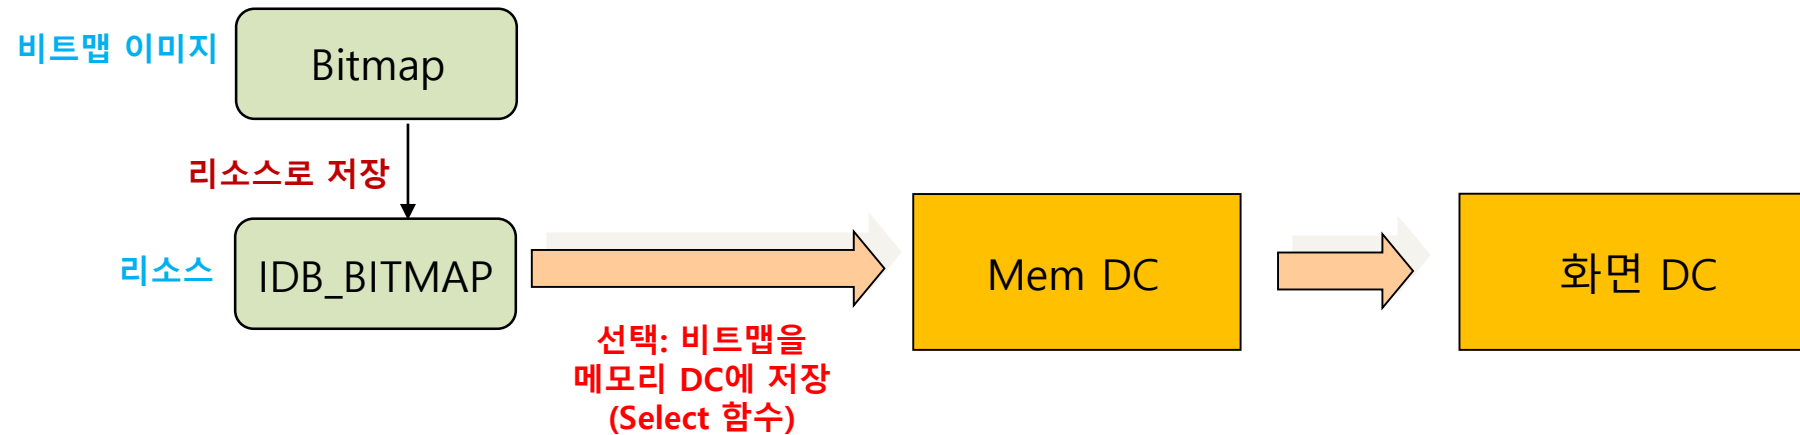 비트맵 이미지
Bitmap
리소스로 저장
리소스
IDB_BITMAP
선택: 비트맵을
메모리 DC에 저장
(Select 함수)
Mem DC
화면 DC